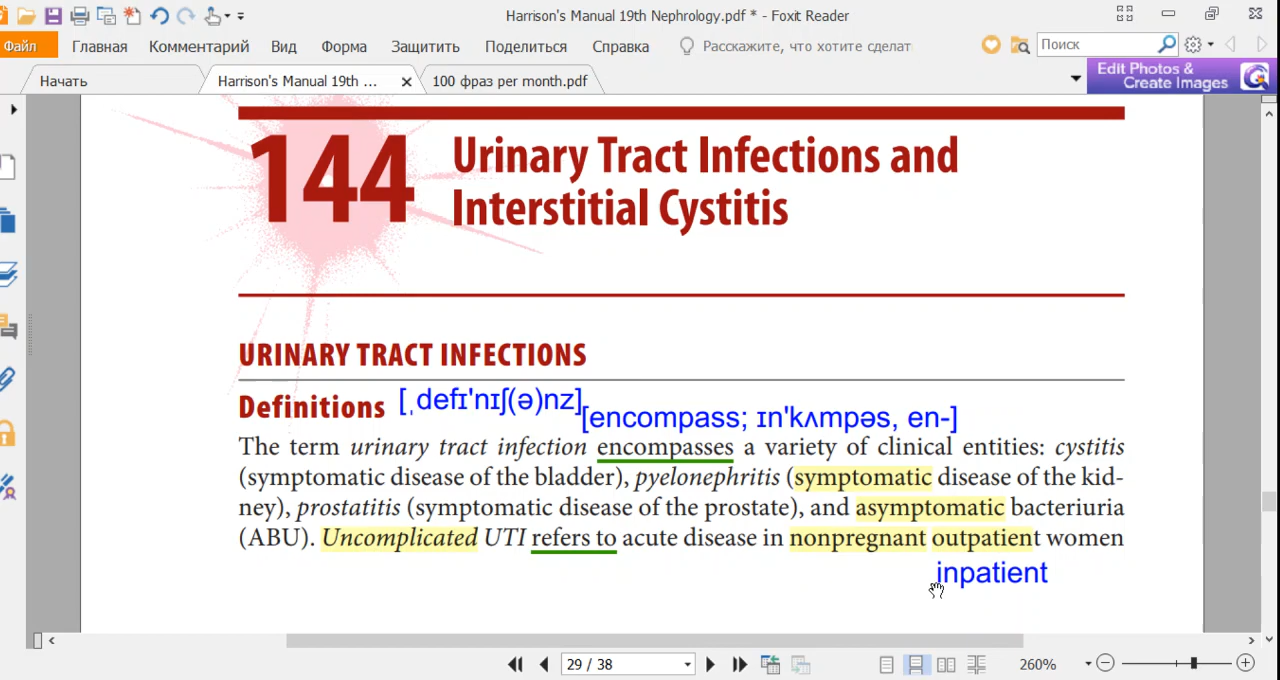 Harrison's Manual 19th Nephrology.pdf * - Foxit Reader
Файл Главная Комментарий Вид Форма Защитить Поделиться Справка Расскажите, что хотите сделат Поиск
Начать Harrison's Manual 19th ... 100 фраз per month.pdf
Edit Photos &
Create Images
144 Urinary Tract Infections and
Interstitial Cystitis
URINARY TRACT INFECTIONS
Definitions [ˌdefɪ'nɪʃ(ə)nz][encompass; ɪn'kʌmpəs, en-]
The term urinary tract infection encompasses a variety of clinical entities: cystitis
(symptomatic disease of the bladder), pyelonephritis (symptomatic disease of the kid-
ney), prostatitis (symptomatic disease of the prostate), and asymptomatic bacteriuria
(ABU). Uncomplicated UTI refers to acute disease in nonpregnant outpatient women
inpatient
29 / 38 260%